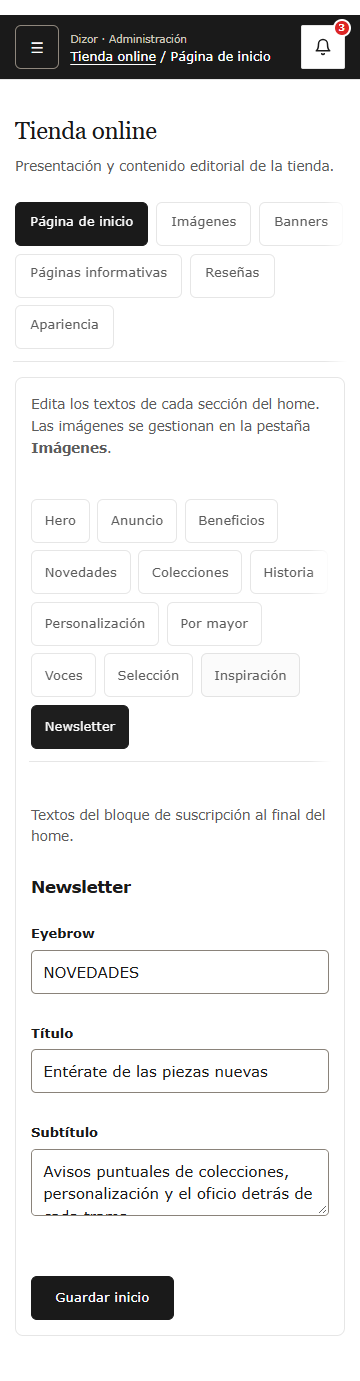 ☰
Dizor · Administración
Tienda online / Página de inicio
3
Tienda online
Presentación y contenido editorial de la tienda.
Página de inicio Imágenes Banners
Páginas informativas Reseñas
Apariencia
Edita los textos de cada sección del home.
Las imágenes se gestionan en la pestaña
Imágenes.
Hero Anuncio Beneficios
Novedades Colecciones Historia
Personalización Por mayor
Voces Selección Inspiración
Newsletter
Textos del bloque de suscripción al final del
home.
Newsletter
Eyebrow
NOVEDADES
Título
Entérate de las piezas nuevas
Subtítulo
Avisos puntuales de colecciones,
personalización y el oficio detrás de
Guardar inicio